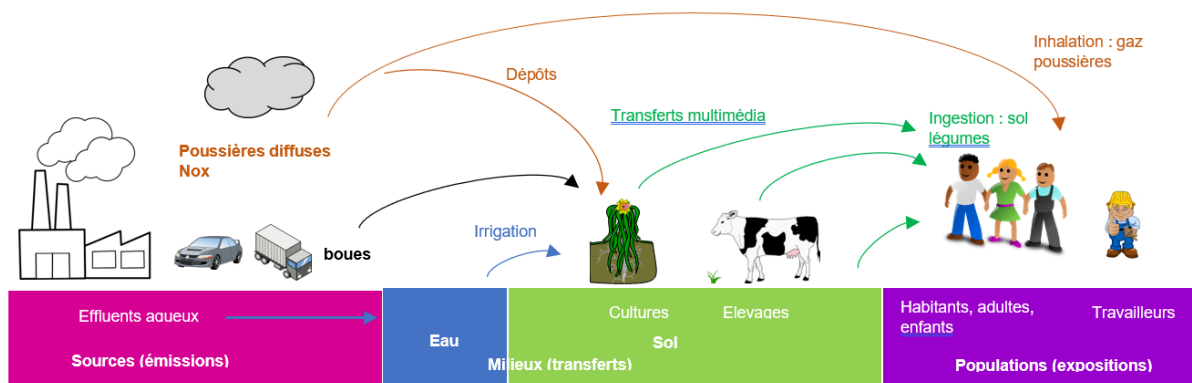 Inhalation : gaz
poussières
Dépôts
Transferts multimédia
Ingestion : sol
légumes
Poussières diffuses
Nox
Irrigation
boues
Effluents aqueux
Sources (émissions)
Eau
Cultures
Elevages
Sol
Milieux (transferts)
Habitants, adultes,
enfants
Travailleurs
Populations (expositions)